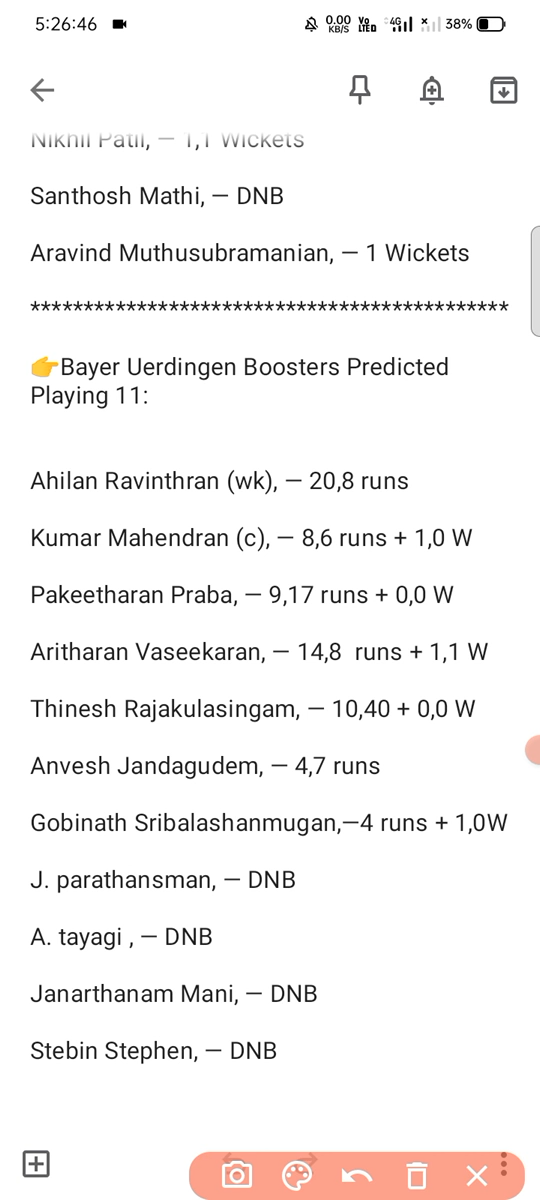 5:26:46 0.00 KB/S Vo LTED 4G 38%
Nikhil Patil, — 1,1 Wickets
Santhosh Mathi, — DNB
Aravind Muthusubramanian, — 1 Wickets
*********************************************
👉Bayer Uerdingen Boosters Predicted
Playing 11:
Ahilan Ravinthran (wk), — 20,8 runs
Kumar Mahendran (c), — 8,6 runs + 1,0 W
Pakeetharan Praba, — 9,17 runs + 0,0 W
Aritharan Vaseekaran, — 14,8  runs + 1,1 W
Thinesh Rajakulasingam, — 10,40 + 0,0 W
Anvesh Jandagudem, — 4,7 runs
Gobinath Sribalashanmugan,—4 runs + 1,0W
J. parathansman, — DNB
A. tayagi , — DNB
Janarthanam Mani, — DNB
Stebin Stephen, — DNB